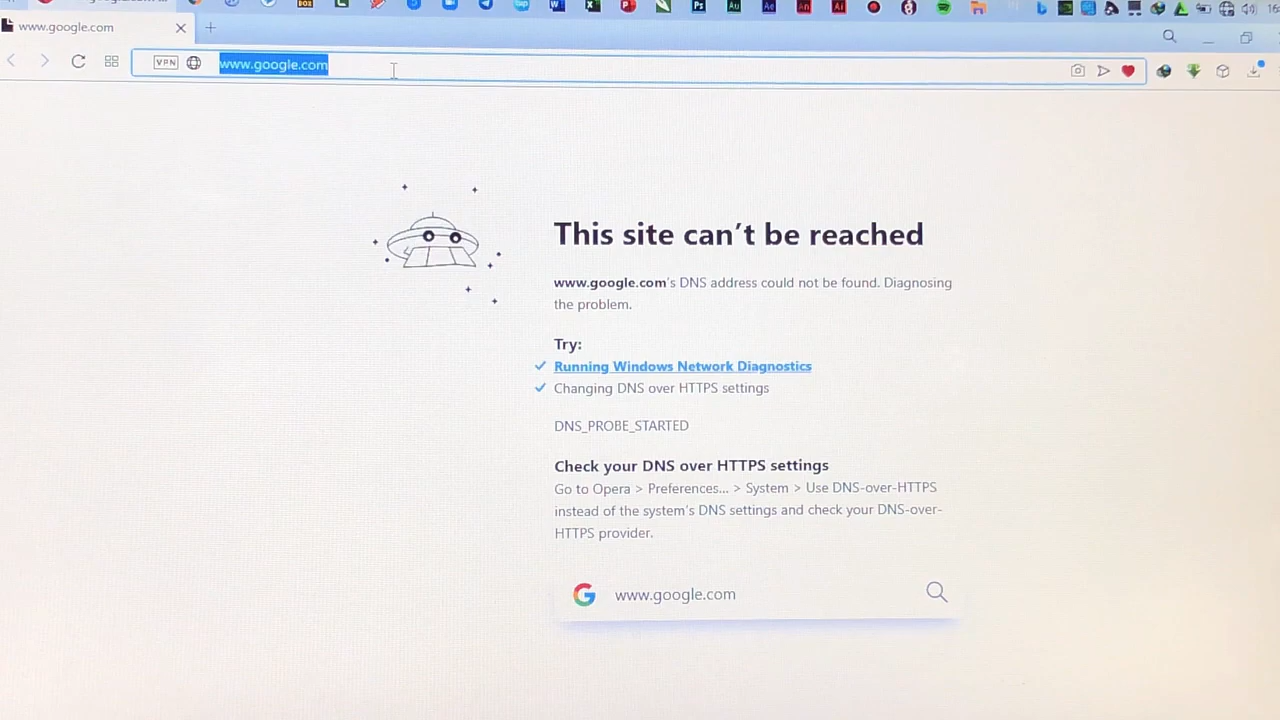 www.google.com
VPN
www.google.com
This site can't be reached
www.google.com's DNS address could not be found. Diagnosing
the problem.
Try:
Running Windows Network Diagnostics
Changing DNS over HTTPS settings
DNS_PROBE_STARTED
Check your DNS over HTTPS settings
Go to Opera > Preferences... > System > Use DNS-over-HTTPS
instead of the system's DNS settings and check your DNS-over-
HTTPS provider.
www.google.com